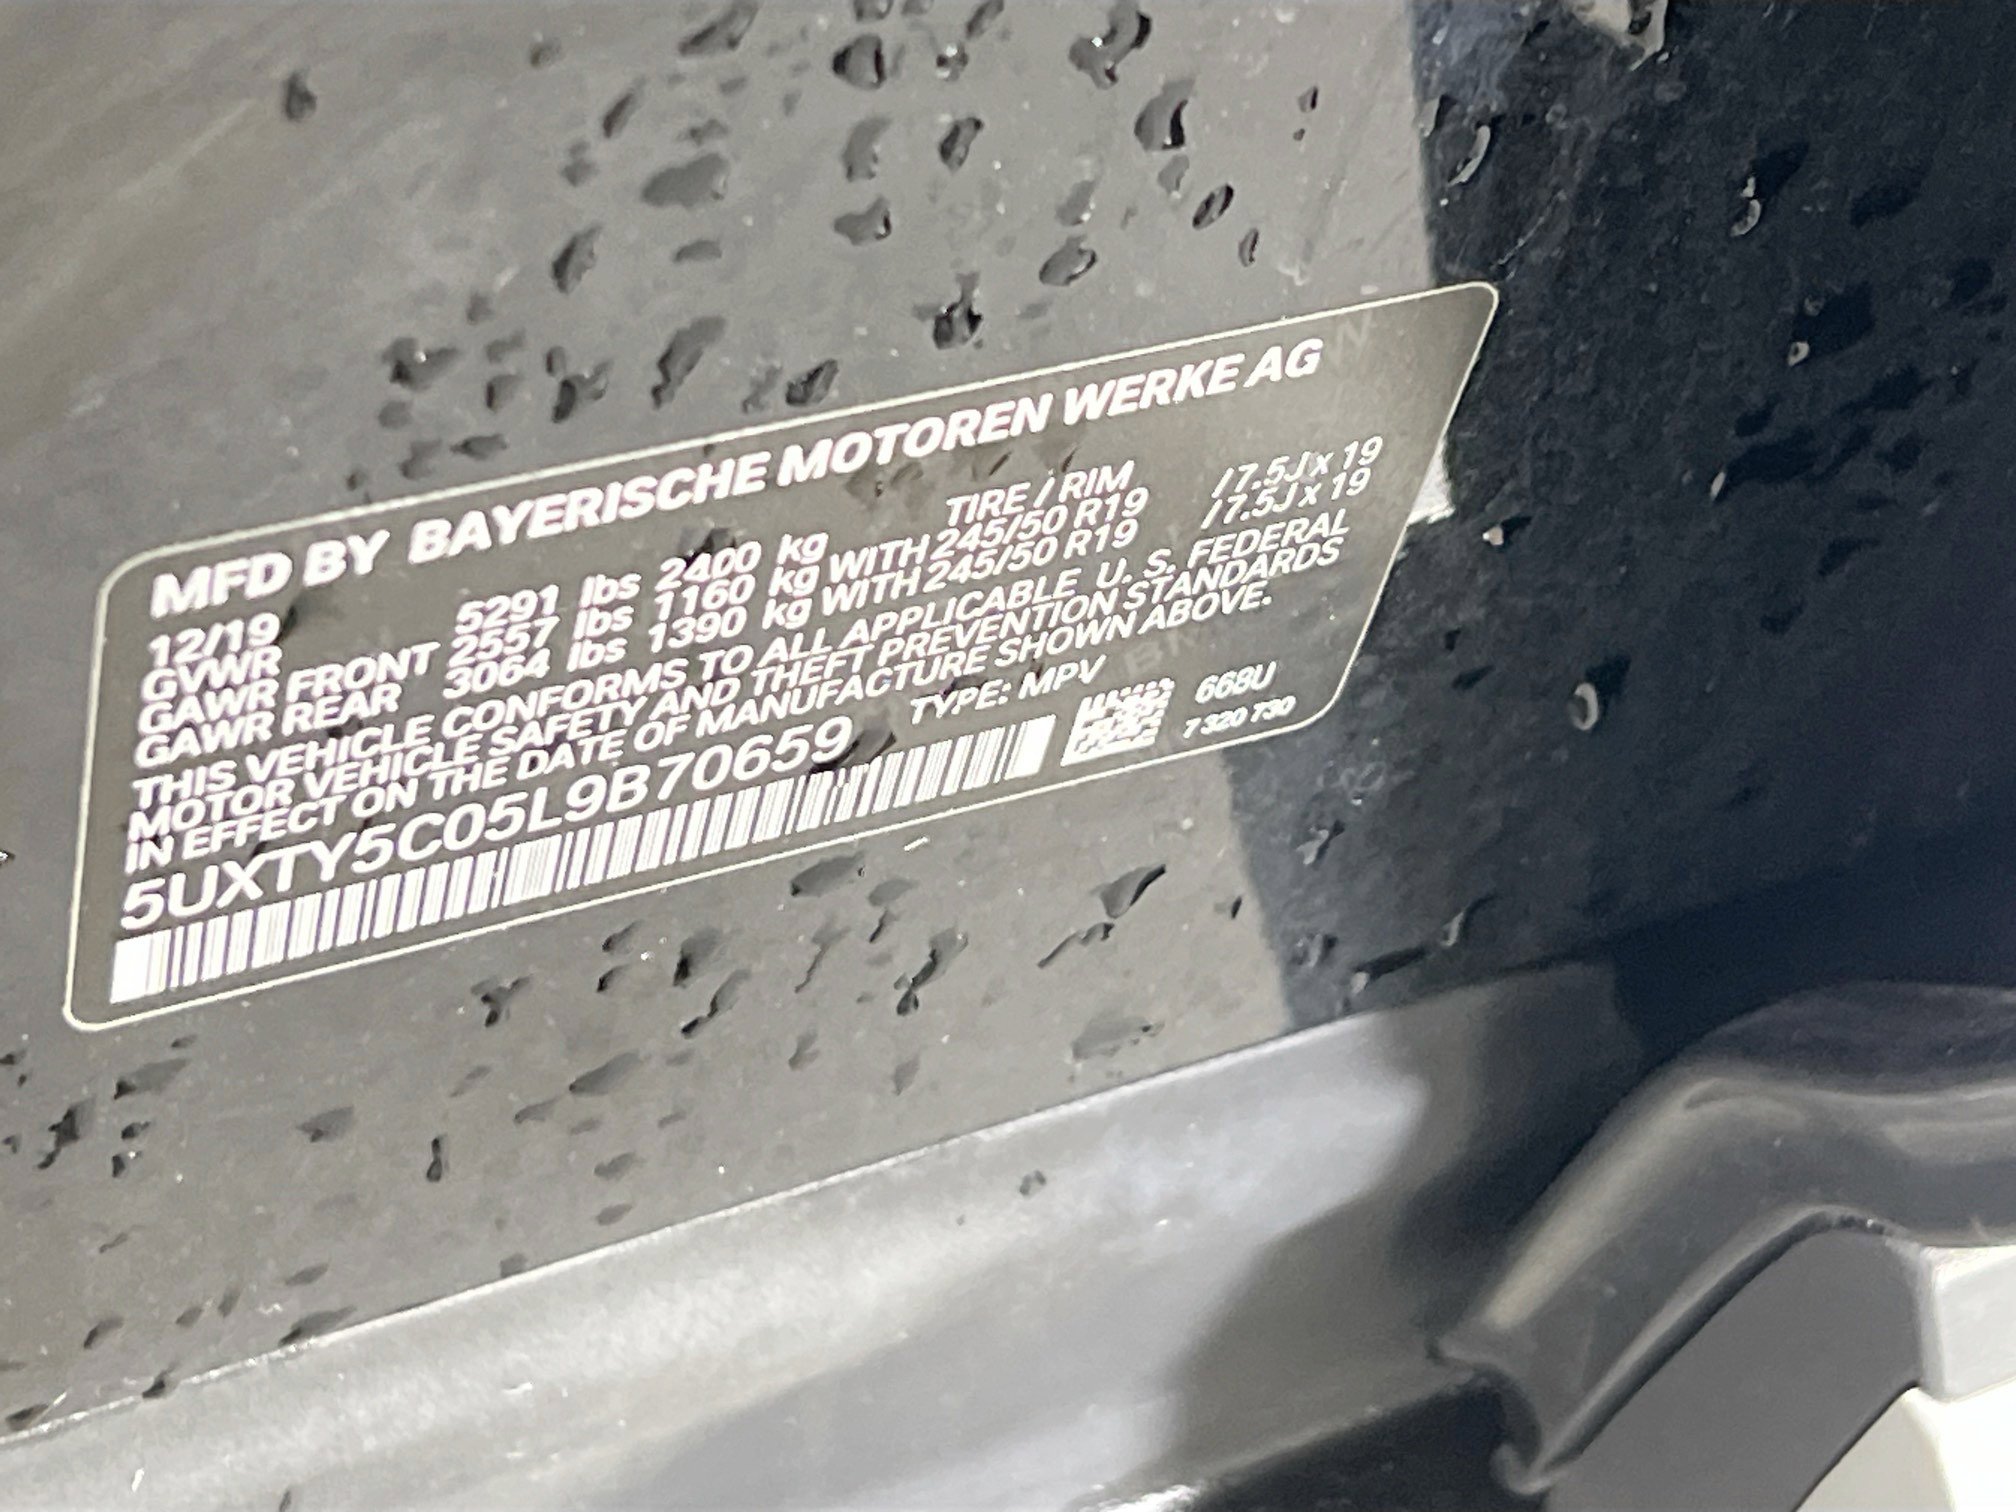 MFD BY BAYERISCHE MOTOREN WERKE AG
12/19 TIRE / RIM
GVWR 5291 lbs 2400 kg
GAWR FRONT 2557 lbs 1160 kg WITH 245/50 R19 / 7.5J x 19
GAWR REAR 3064 lbs 1390 kg WITH 245/50 R19 / 7.5J x 19
THIS VEHICLE CONFORMS TO ALL APPLICABLE U. S. FEDERAL
MOTOR VEHICLE SAFETY AND THEFT PREVENTION STANDARDS
IN EFFECT ON THE DATE OF MANUFACTURE SHOWN ABOVE.
5UXTY5C05L9B70659 TYPE: MPV
668U
7 320 730